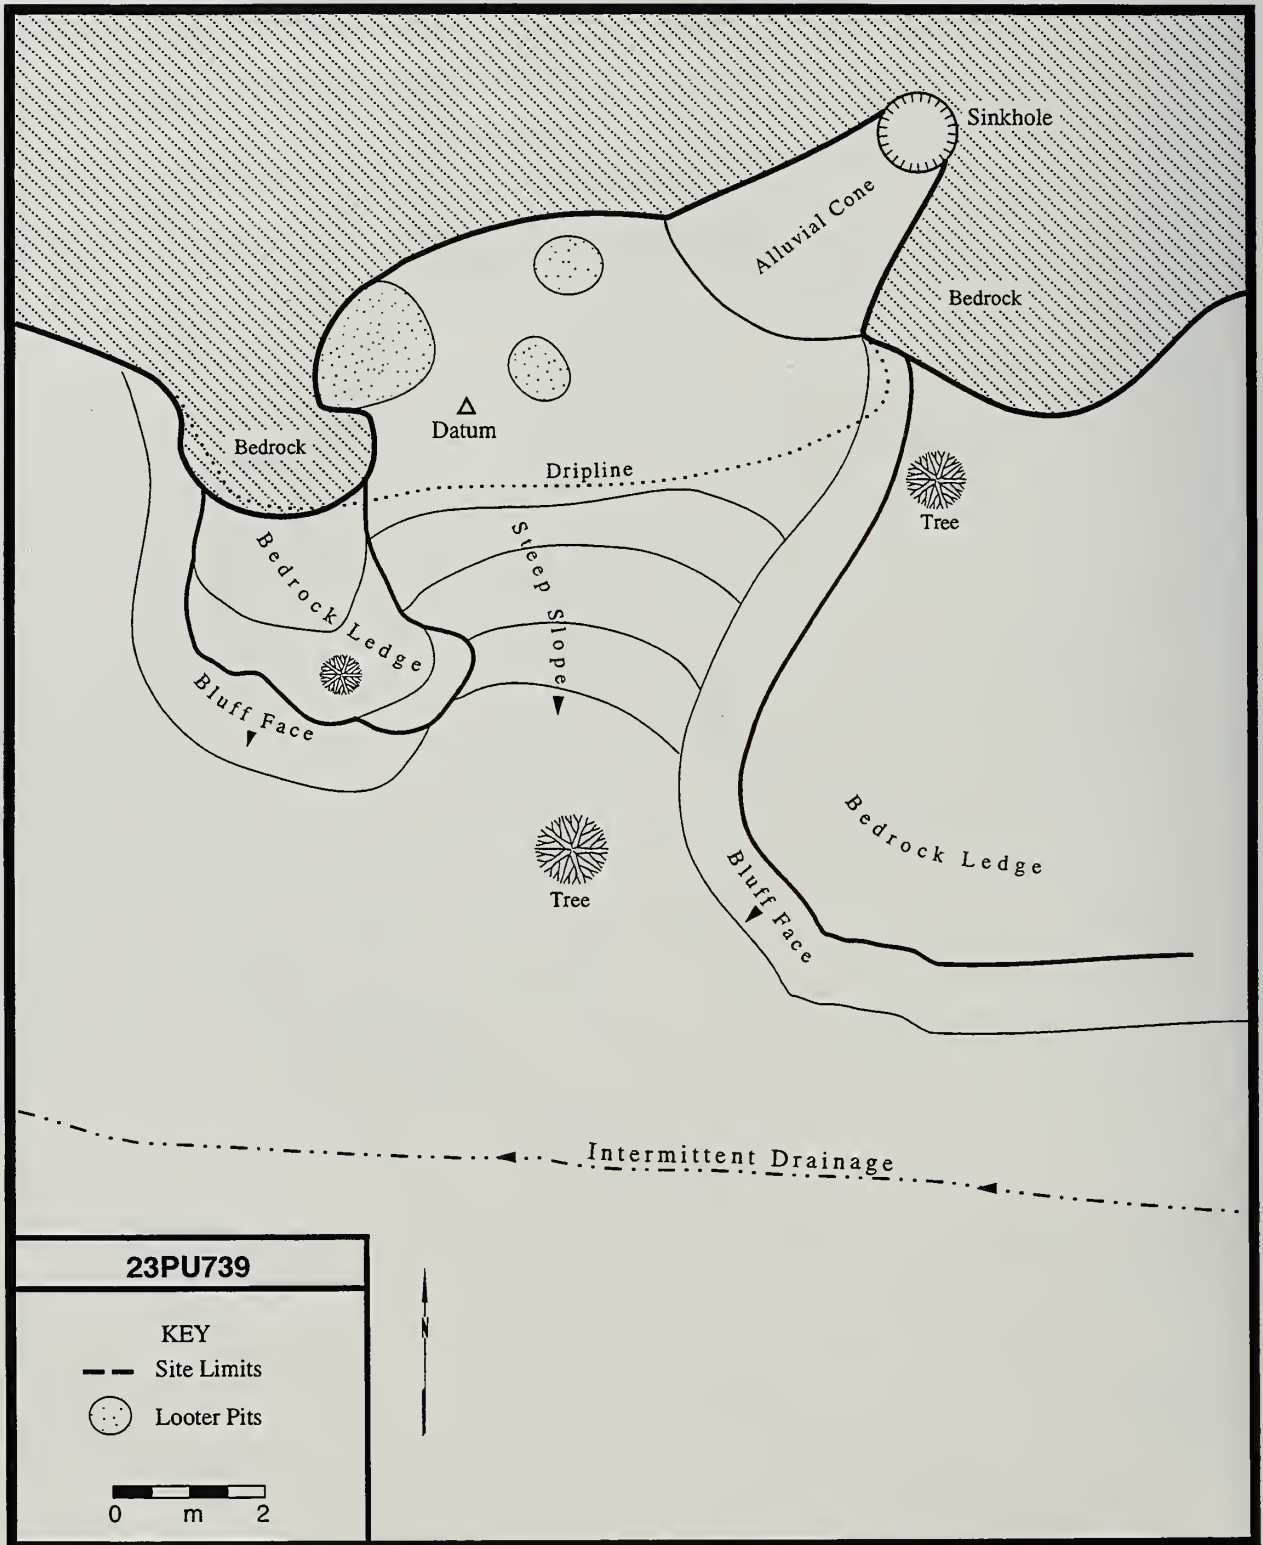 Sinkhole
Alluvial Cone
Bedrock
Datum
Bedrock
Dripline
Tree
Steep Slope
Bedrock Ledge
Bluff Face
Bedrock Ledge
Bluff Face
Tree
Intermittent Drainage
23PU739
KEY
Site Limits
Looter Pits
0 m 2
N